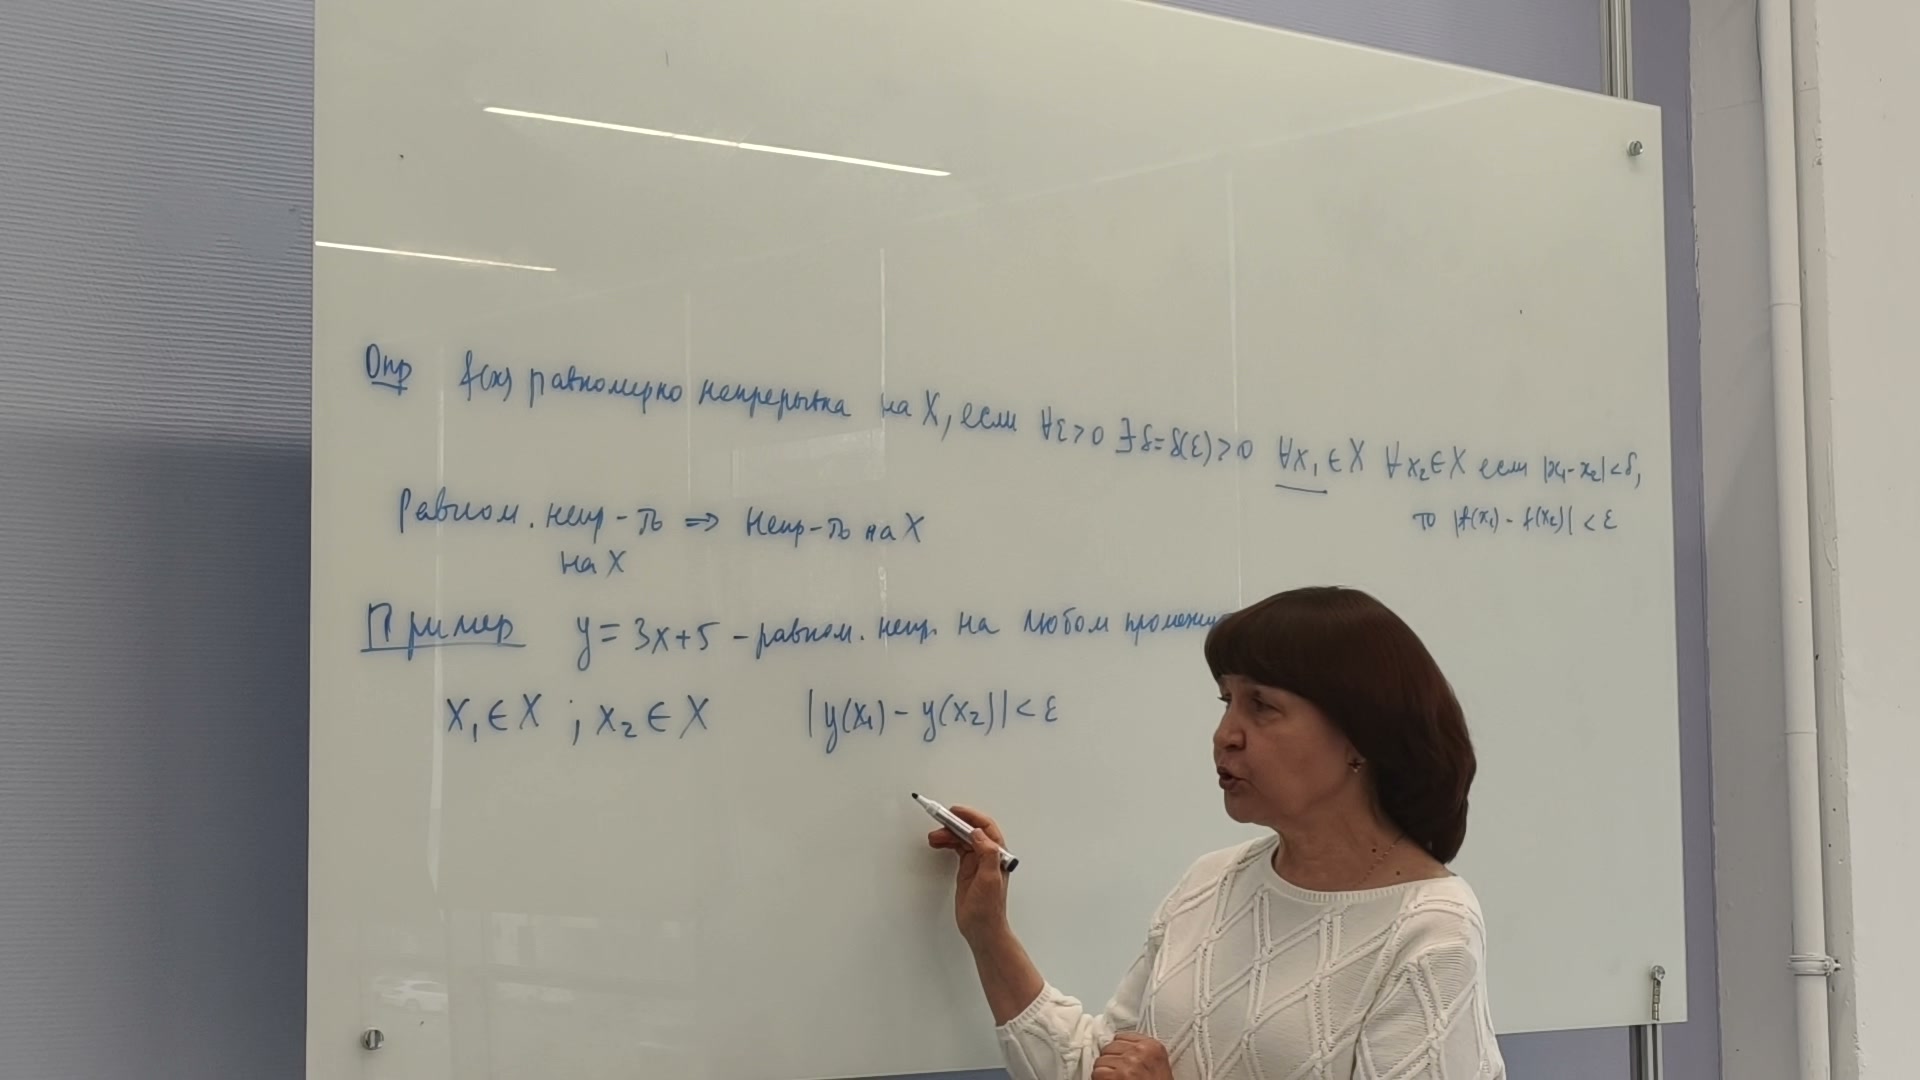 Опр f(x) равномерно непрерывна на X, если ∀ε>0 ∃δ=δ(ε)>0 ∀x₁∈X ∀x₂∈X если |x₁-x₂|<δ,
то |f(x₁)-f(x₂)|<ε
Равном. непр-ть ⇒ непр-ть на X
на X
Пример y=3x+5 - равном. непр. на любом
x₁∈X ; x₂∈X |y(x₁)-y(x₂)|<ε